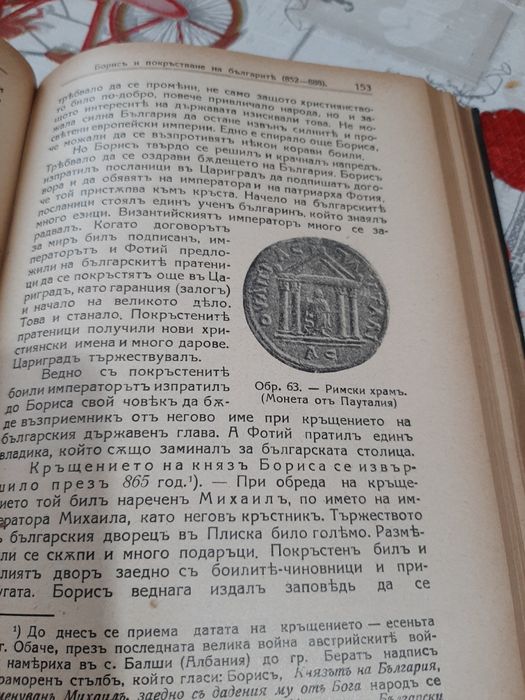 Борисъ и покръстване на българитѣ (852—888). 153
трѣбвало да се промѣни, не само защото християнство-
то било по-добро, повече привличало народа, но и за-
щото интереситѣ на държавата изисквали това. Не мо-
жала силна България да остане извънъ силнитѣ и про-
свѣтени европейски империи. Едно е спирало още Бориса,
че можали да се възпротивятъ нѣкои корави боили.
Но Борисъ твърдо се решилъ и крачналъ напредъ.
Трѣбвало да се оздрави бѫдещето на България. Борисъ
изпратилъ посланици въ Цариградъ да подпишатъ дого-
вора и да обявятъ на императора и на патриарха Фотия,
че той пристѫпва къмъ кръста. Начело на българскитѣ
посланици стоялъ единъ ученъ българинъ, който знаялъ
много езици. Византийскиятъ императоръ много се за-
радвалъ. Когато договорътъ
за миръ билъ подписанъ, им-
ператорътъ и Фотий предло-
жили на българскитѣ пратени-
ци да се покръстятъ още въ Ца-
риградъ, като гаранция (залогъ)
и начало на великото дѣло.
Това и станало. Покръстенитѣ
пратеници получили нови хри-
стиянски имена и много дарове.
Цариградъ тържествувалъ.
Ведно съ покръстенитѣ
боили императорътъ изпратилъ
до Бориса свой човѣкъ да бѫ-
де възприемникъ отъ негово име при кръщението на
българския държавенъ глава. А Фотий пратилъ единъ
владика, който сѫщо заминалъ за българската столица.
Обр. 63. — Римски храмъ.
(Монета отъ Пауталия)
Кръщението на князъ Бориса се извър-
шило презъ 865 год.¹). — При обреда на кръще-
нието той билъ нареченъ Михаилъ, по името на им-
ператора Михаила, като неговъ кръстникъ. Тържеството
въ българския дворецъ въ Плиска било голѣмо. Размѣ-
или се скѫпи и много подаръци. Покръстенъ билъ и
цѣлиятъ дворъ заедно съ боилитѣ-чиновници и при-
слугата. Борисъ веднага издалъ заповѣдь да се
¹) До днесъ се приема датата на кръщението — есеньта
г. Обаче, презъ последната велика война австрийскитѣ вой-
намѣриха въ с. Балши (Албания) до гр. Бератъ надписъ
мраморенъ стълбъ, който гласи: Борисъ, Князътъ на България,
именуванъ Михаилъ, заедно съ дадения му отъ Бога народъ се